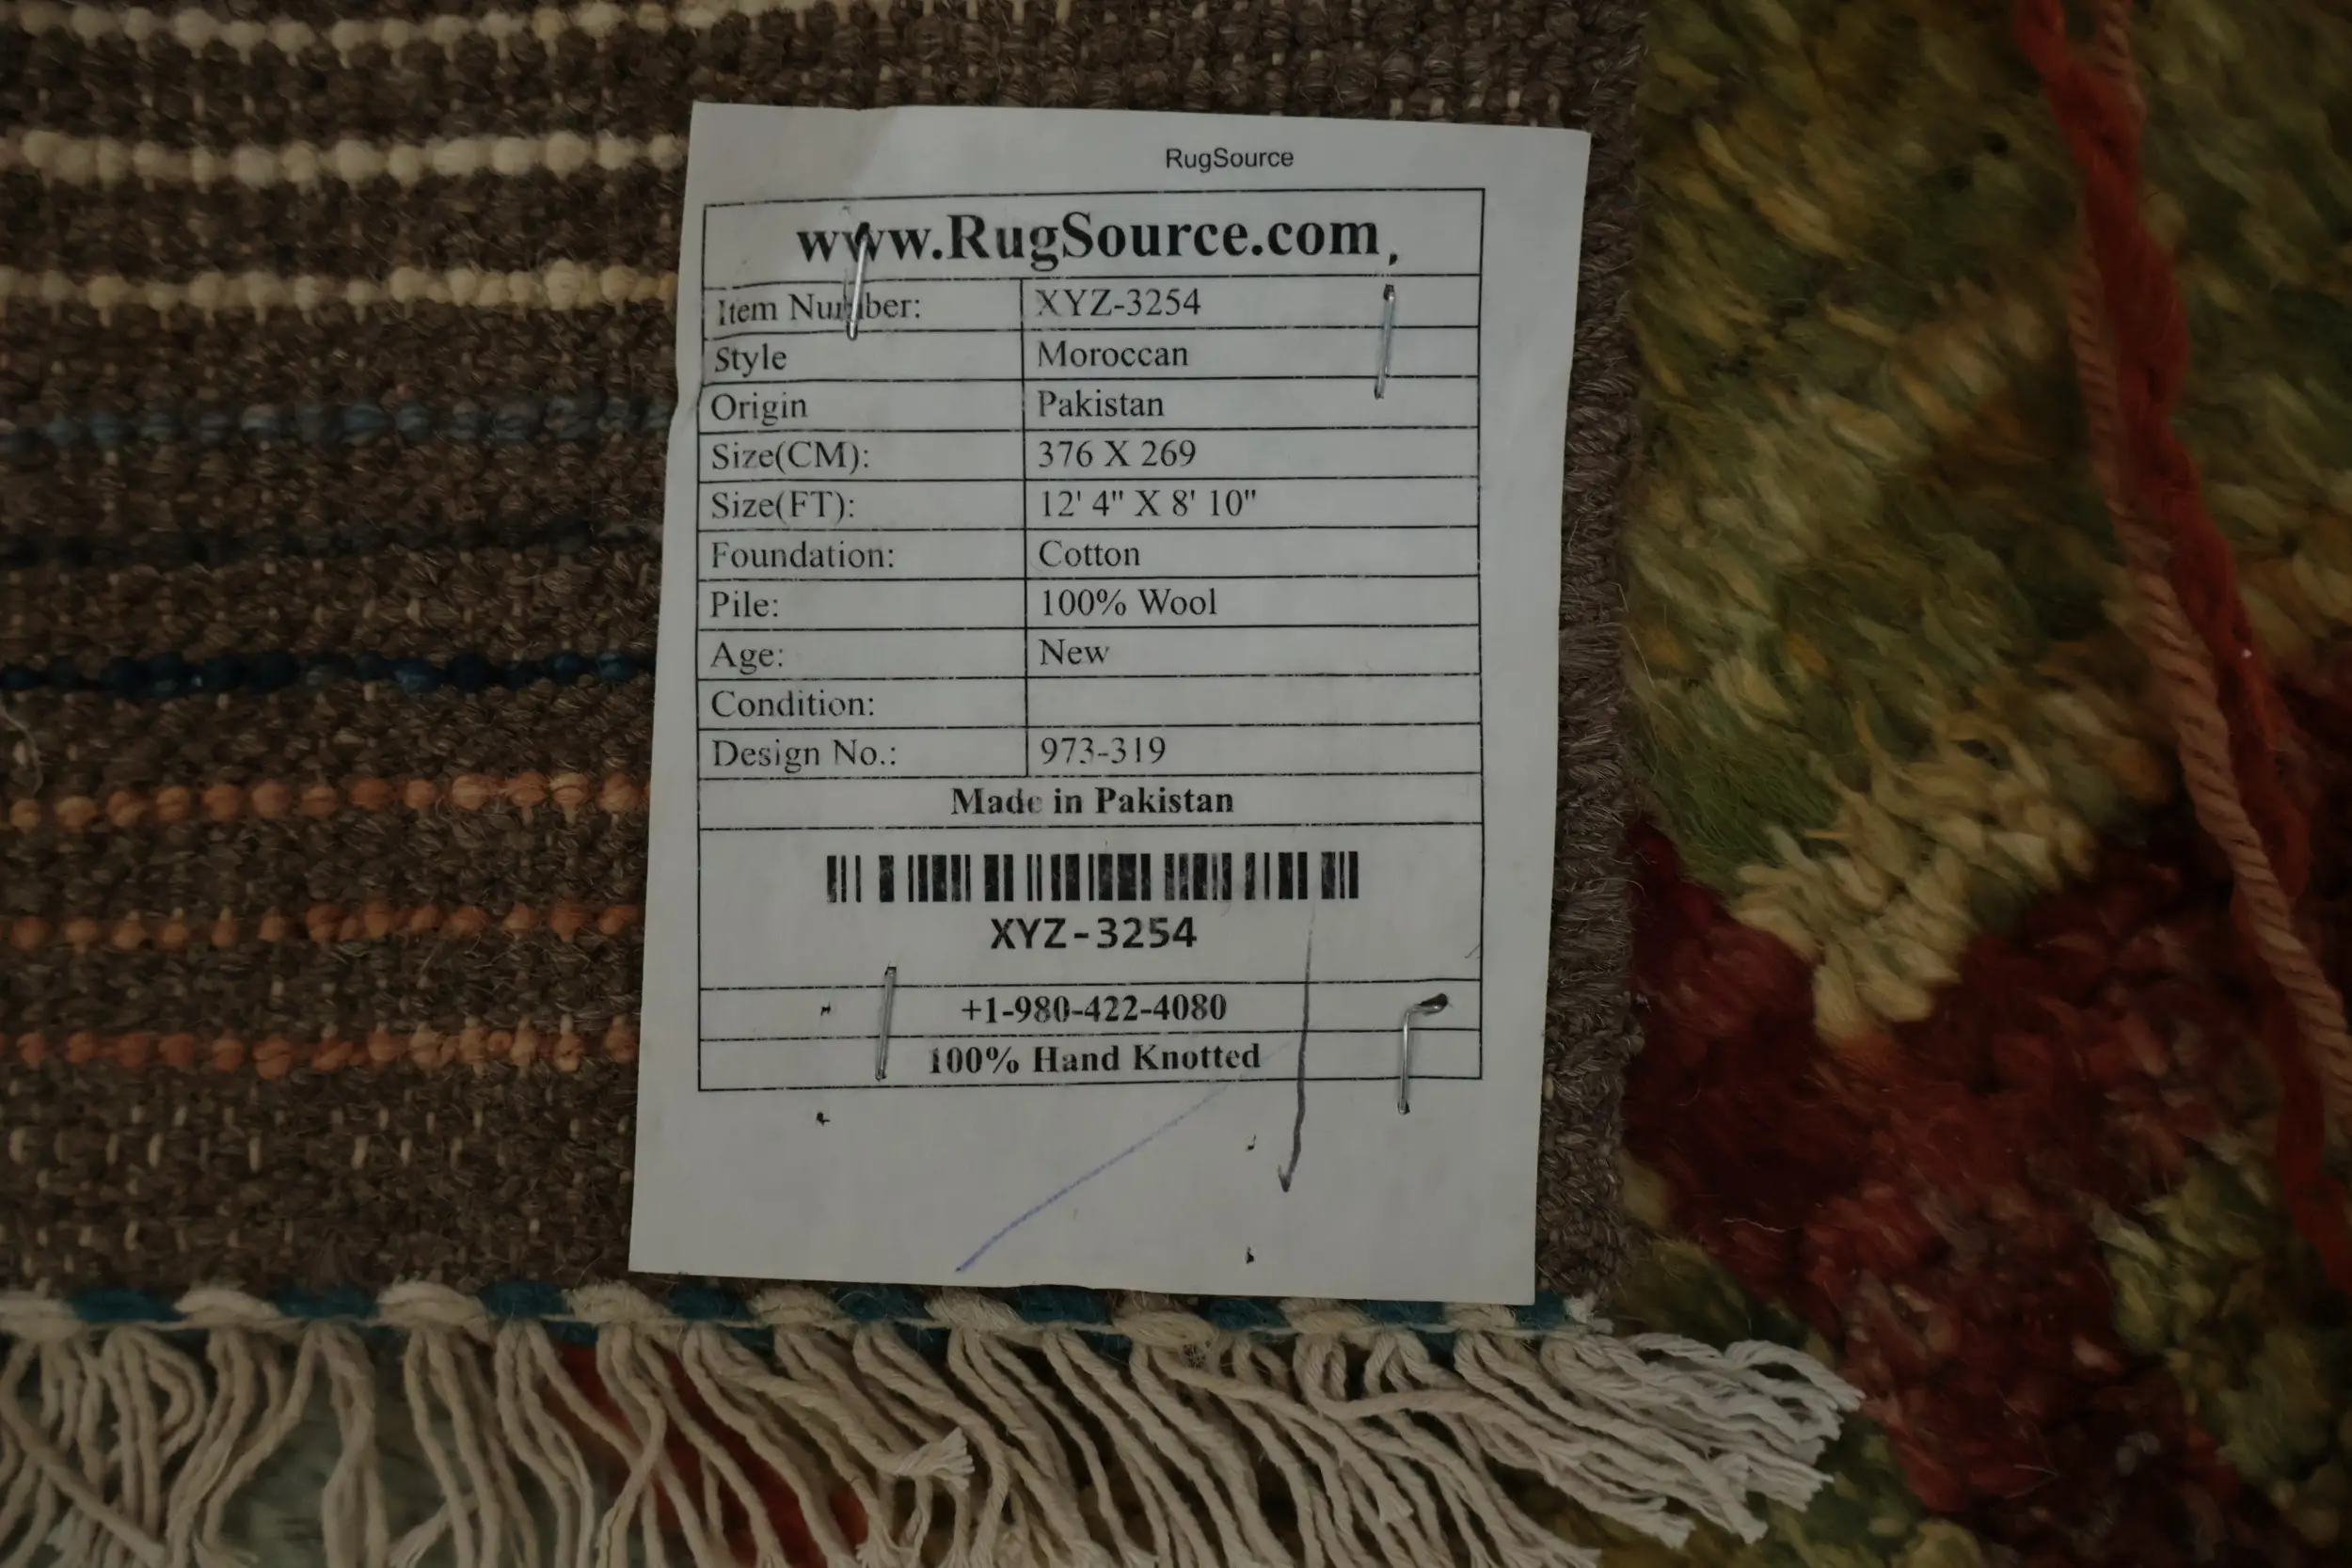 RugSource
www.RugSource.com
Item Number: XYZ-3254
Style Moroccan
Origin Pakistan
Size(CM): 376 X 269
Size(FT): 12' 4" X 8' 10"
Foundation: Cotton
Pile: 100% Wool
Age: New
Condition:
Design No.: 973-319
Made in Pakistan
XYZ-3254
+1-980-422-4080
100% Hand Knotted